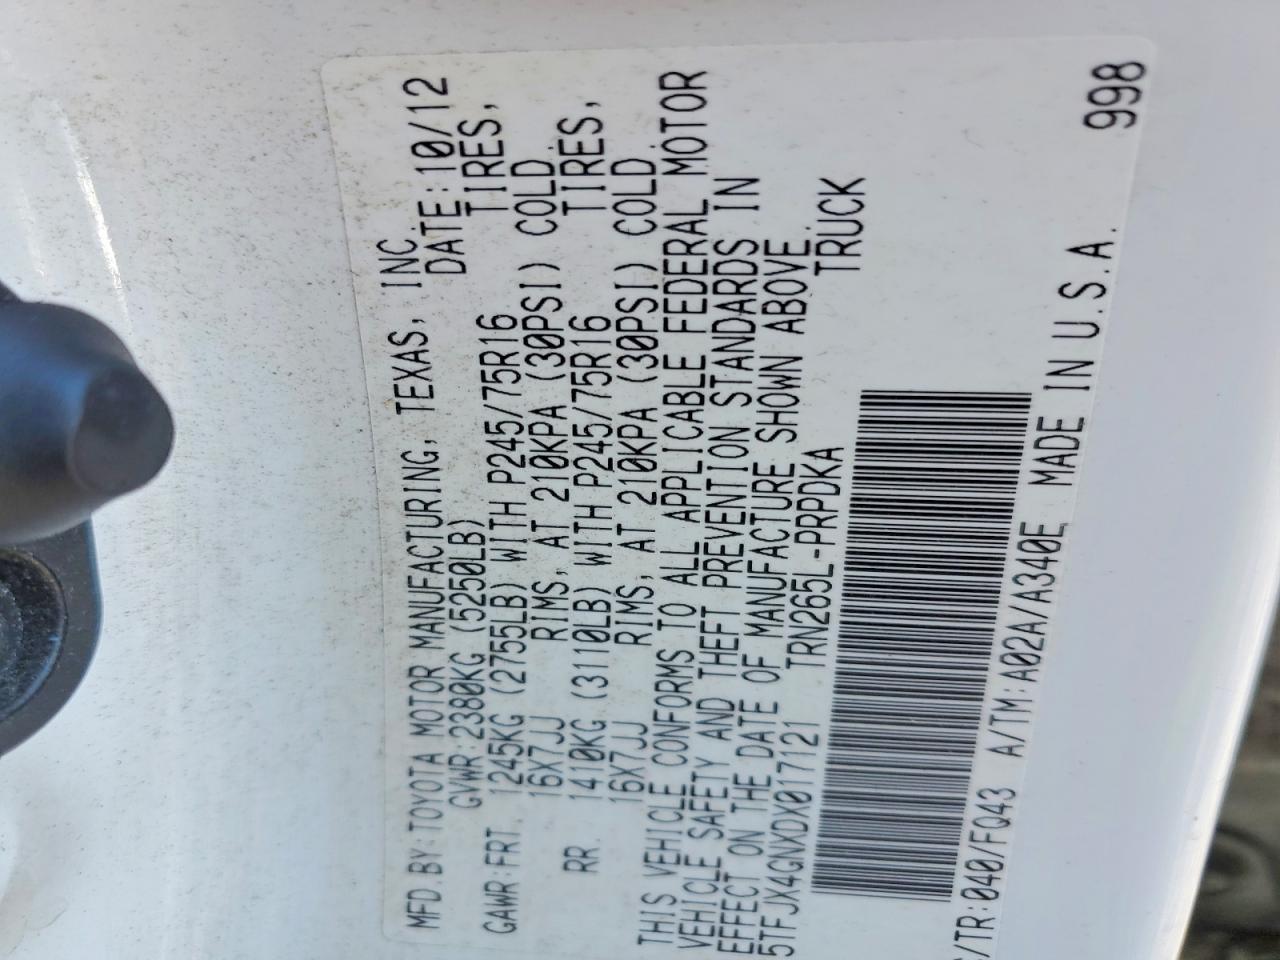 MFD. BY: TOYOTA MOTOR MANUFACTURING, TEXAS, INC.
GVWR: 2380KG (5250LB) DATE: 10/12
GAWR: FRT. 1245KG (2755LB) WITH P245/75R16 TIRES,
16X7JJ RIMS, AT 210KPA (30PSI) COLD.
RR. 1410KG (3110LB) WITH P245/75R16 TIRES,
16X7JJ RIMS, AT 210KPA (30PSI) COLD.
THIS VEHICLE CONFORMS TO ALL APPLICABLE FEDERAL MOTOR
VEHICLE SAFETY AND THEFT PREVENTION STANDARDS IN
EFFECT ON THE DATE OF MANUFACTURE SHOWN ABOVE.
5TFJX4GNXDX017121 TRN265L-PRPDKA TRUCK
/TR:040/FQ43 A/TM:A02A/A340E MADE IN U.S.A.
998